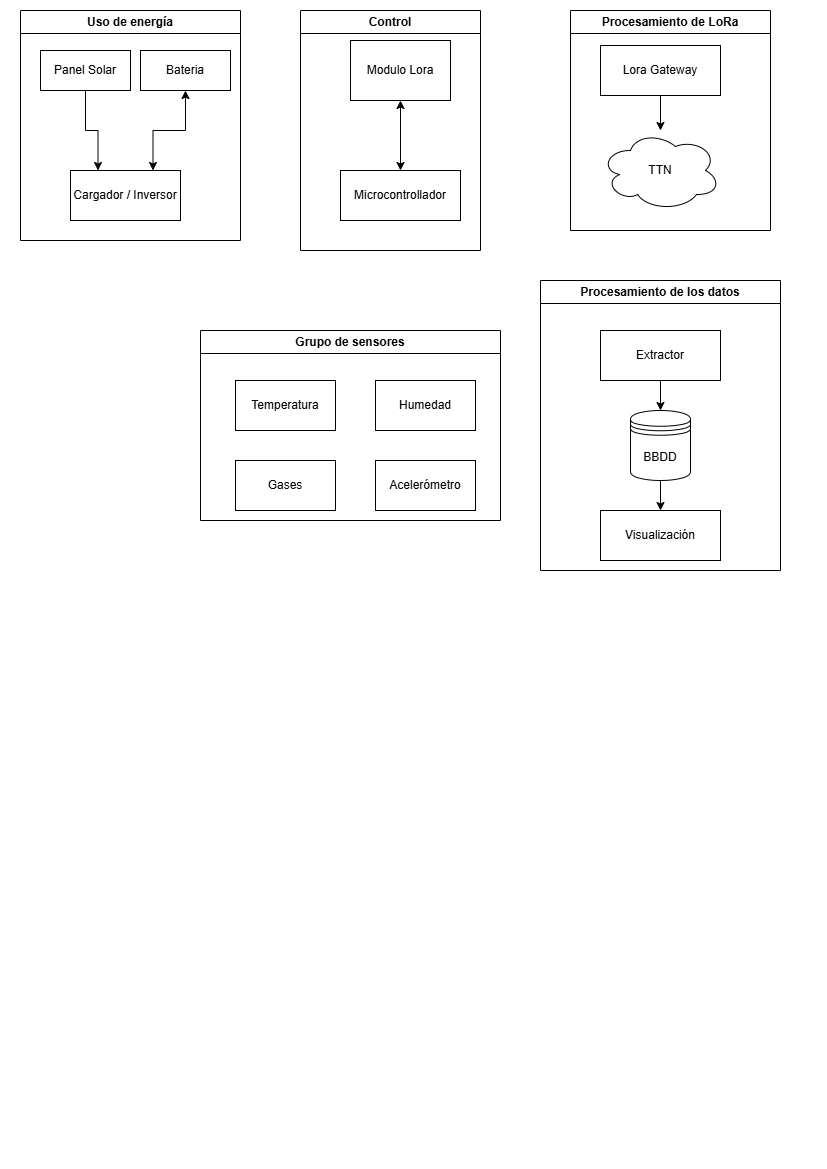 Uso de energía
Panel Solar
Bateria
Cargador / Inversor
Control
Modulo Lora
Microcontrollador
Procesamiento de LoRa
Lora Gateway
TTN
Grupo de sensores
Temperatura
Humedad
Gases
Acelerómetro
Procesamiento de los datos
Extractor
BBDD
Visualización